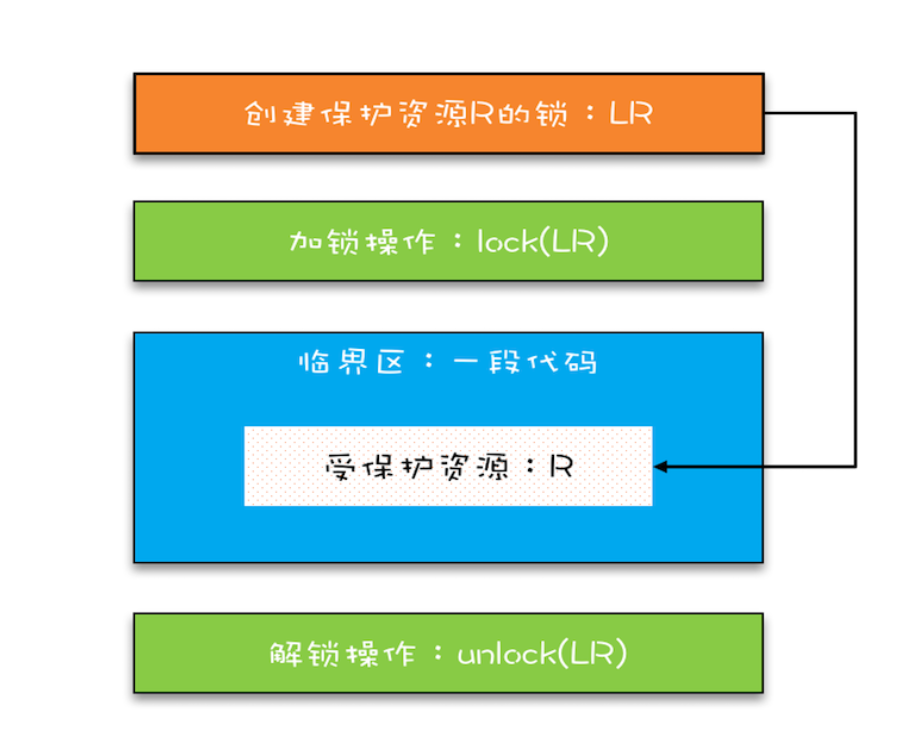 创建保护资源R的锁：LR
加锁操作：lock(LR)
临界区：一段代码
受保护资源：R
解锁操作：unlock(LR)